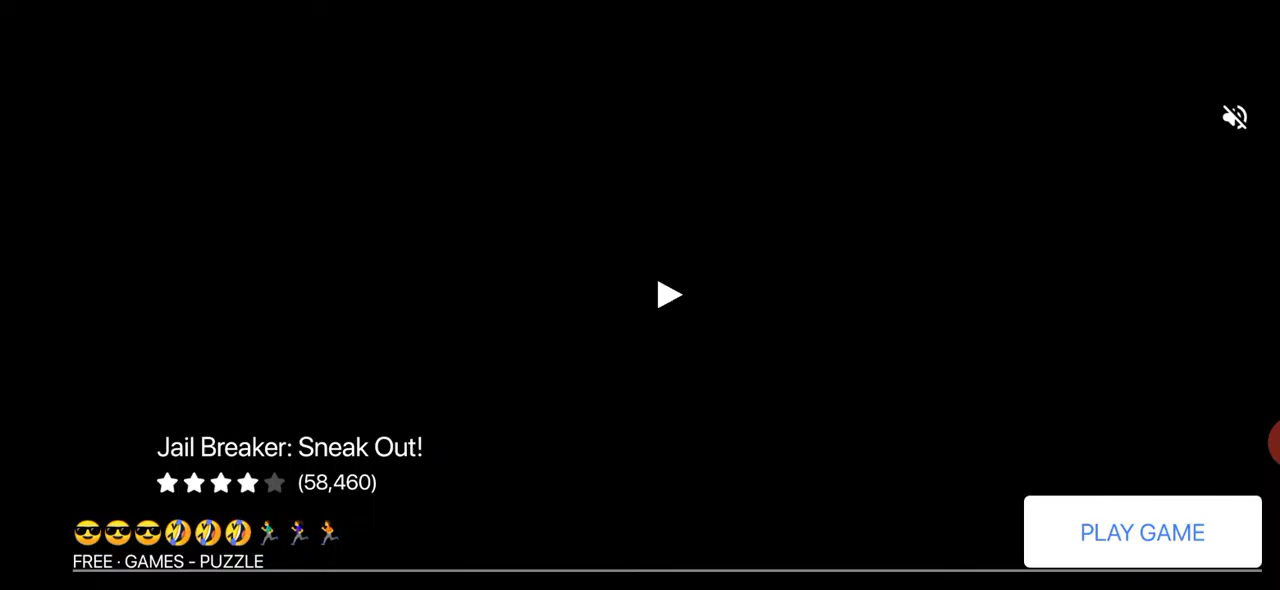 Jail Breaker: Sneak Out!
(58,460)
😎😎😎🤣🤣🤣🏃‍♂️🏃‍♀️🏃
FREE · GAMES - PUZZLE
PLAY GAME